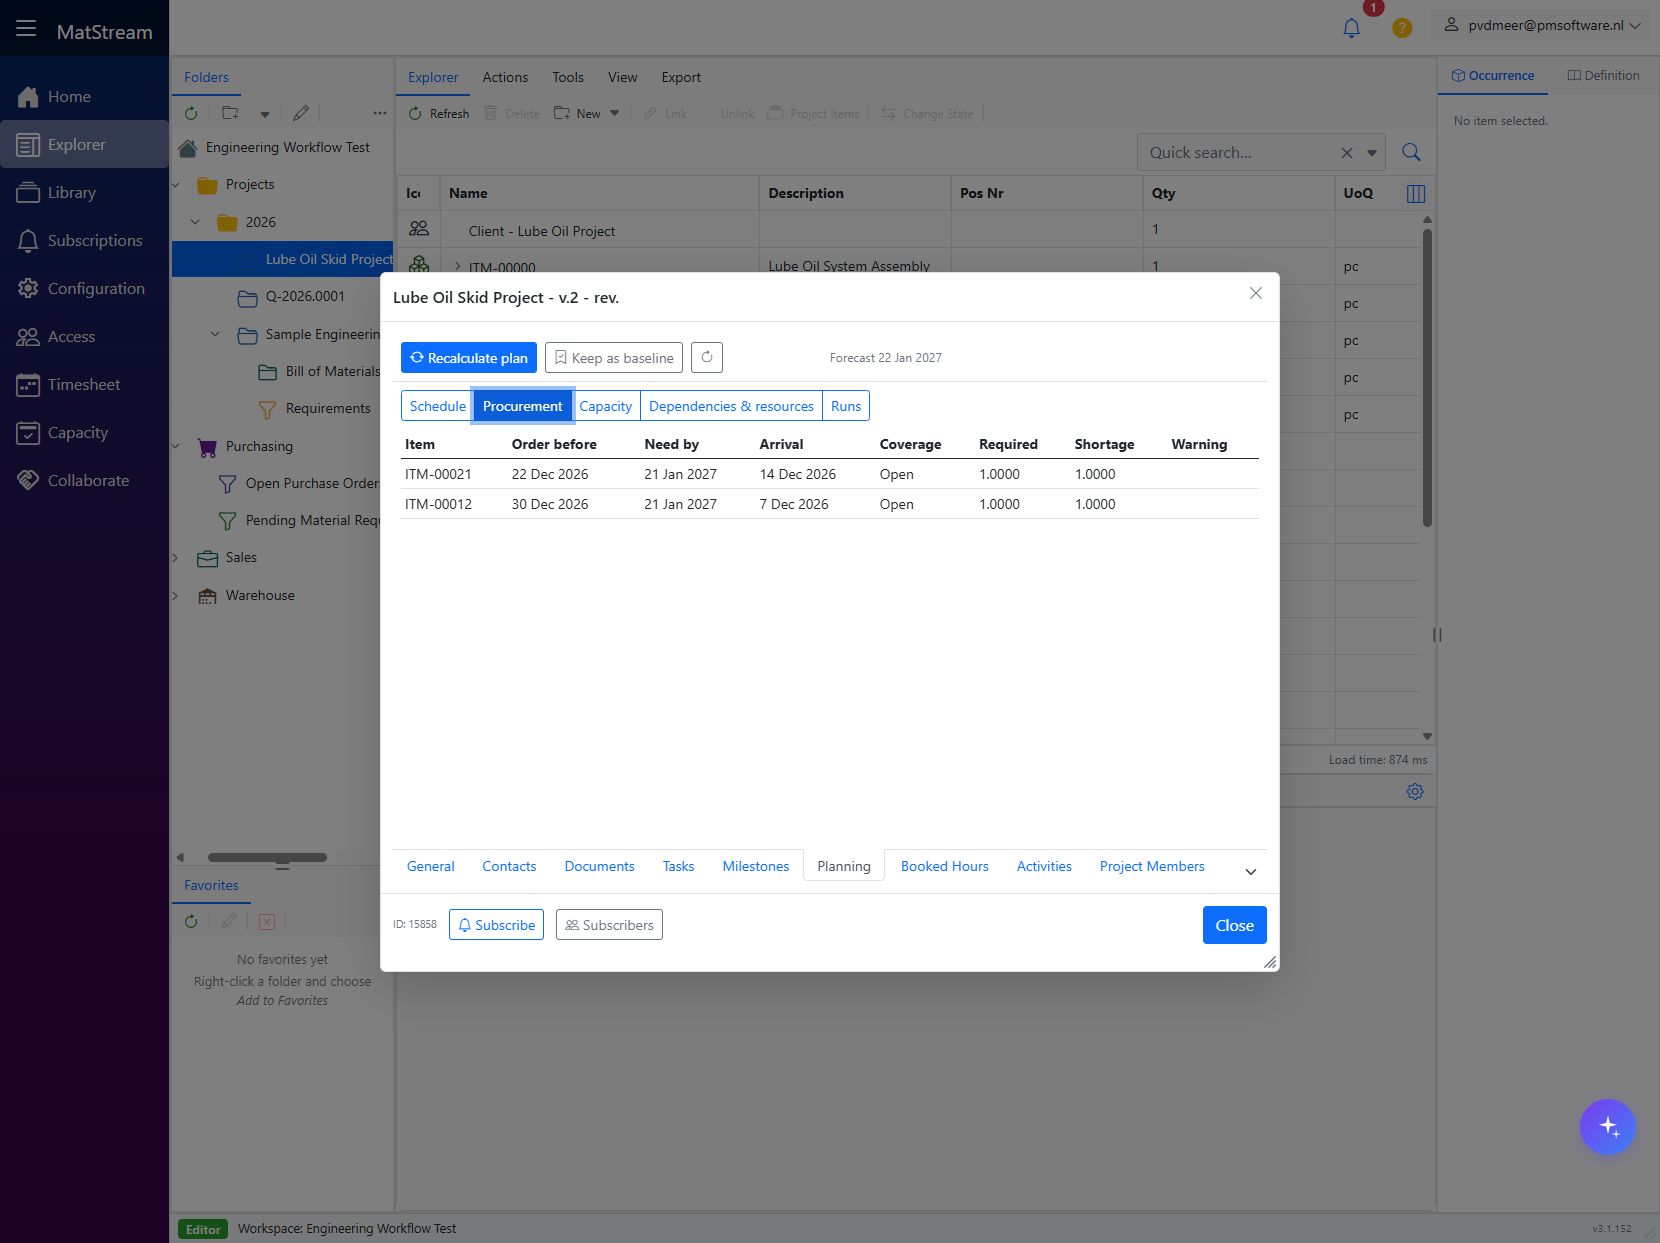 MatStream
1
?
pvdmeer@pmsoftware.nl
Home
Explorer
Library
Subscriptions
Configuration
Access
Timesheet
Capacity
Collaborate
Folders
Engineering Workflow Test
Projects
2026
Lube Oil Skid Project
Q-2026.0001
Sample Engineerin
Bill of Materials
Requirements
Purchasing
Open Purchase Order
Pending Material Req
Sales
Warehouse
Favorites
No favorites yet
Right-click a folder and choose
Add to Favorites
Explorer Actions Tools View Export
Refresh Delete New Link Unlink Project Items Change State
Quick search...
Name Description Pos Nr Qty UoQ
Client - Lube Oil Project 1
ITM-00000 Lube Oil System Assembly 1 pc
pc
pc
pc
pc
Load time: 874 ms
Occurrence Definition
No item selected.
Lube Oil Skid Project - v.2 - rev.
Recalculate plan Keep as baseline Forecast 22 Jan 2027
Schedule Procurement Capacity Dependencies & resources Runs
Item Order before Need by Arrival Coverage Required Shortage Warning
ITM-00021 22 Dec 2026 21 Jan 2027 14 Dec 2026 Open 1.0000 1.0000
ITM-00012 30 Dec 2026 21 Jan 2027 7 Dec 2026 Open 1.0000 1.0000
General Contacts Documents Tasks Milestones Planning Booked Hours Activities Project Members
ID: 15858 Subscribe Subscribers Close
Editor Workspace: Engineering Workflow Test
v3.1.152